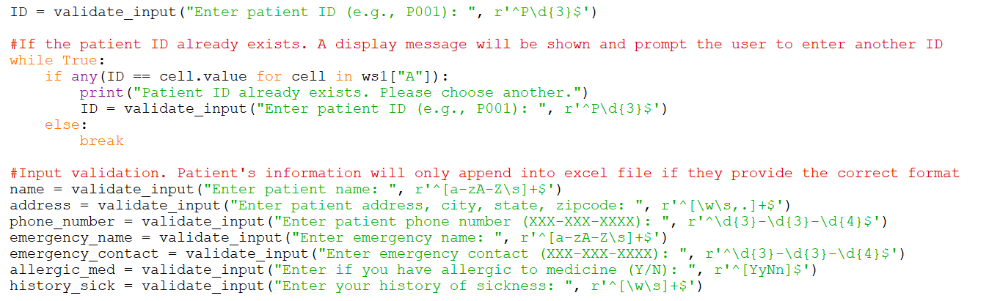 ID = validate_input("Enter patient ID (e.g., P001): ", r'^P\d{3}$')
#If the patient ID already exists. A display message will be shown and prompt the user to enter another ID
while True:
    if any(ID == cell.value for cell in ws1["A"]):
        print("Patient ID already exists. Please choose another.")
        ID = validate_input("Enter patient ID (e.g., P001): ", r'^P\d{3}$')
    else:
        break
#Input validation. Patient's information will only append into excel file if they provide the correct format
name = validate_input("Enter patient name: ", r'^[a-zA-Z\s]+$')
address = validate_input("Enter patient address, city, state, zipcode: ", r'^[\w\s,.]+$')
phone_number = validate_input("Enter patient phone number (XXX-XXX-XXXX): ", r'^\d{3}-\d{3}-\d{4}$')
emergency_name = validate_input("Enter emergency name: ", r'^[a-zA-Z\s]+$')
emergency_contact = validate_input("Enter emergency contact (XXX-XXX-XXXX): ", r'^\d{3}-\d{3}-\d{4}$')
allergic_med = validate_input("Enter if you have allergic to medicine (Y/N): ", r'^[YyNn]$')
history_sick = validate_input("Enter your history of sickness: ", r'^[\w\s]+$')